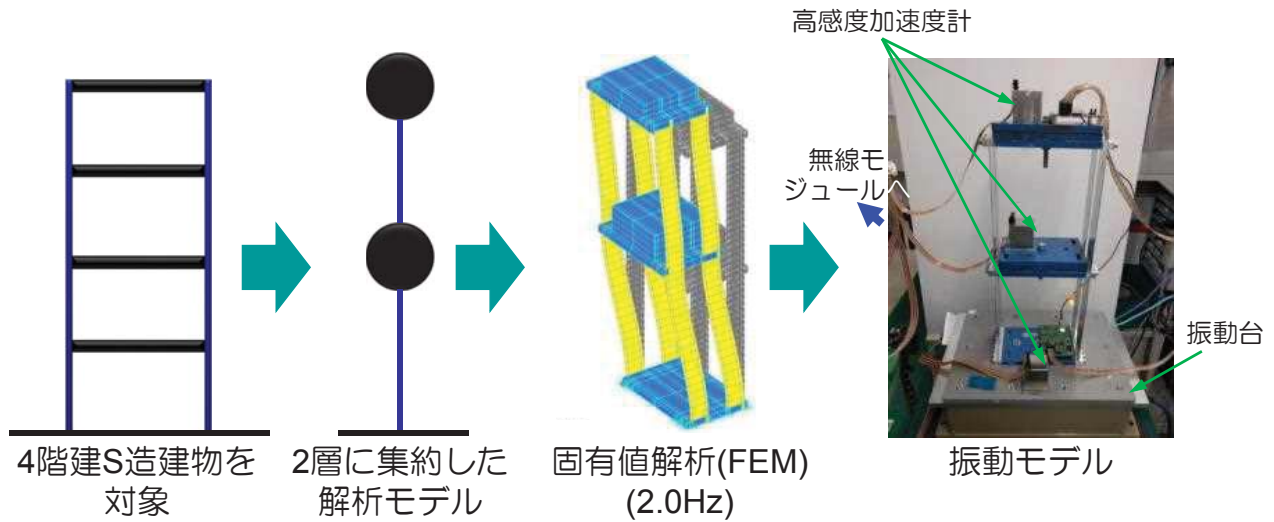 高感度加速度計
無線モ
ジュールへ
振動台
4階建S造建物を
対象
2層に集約した
解析モデル
固有値解析(FEM)
(2.0Hz)
振動モデル